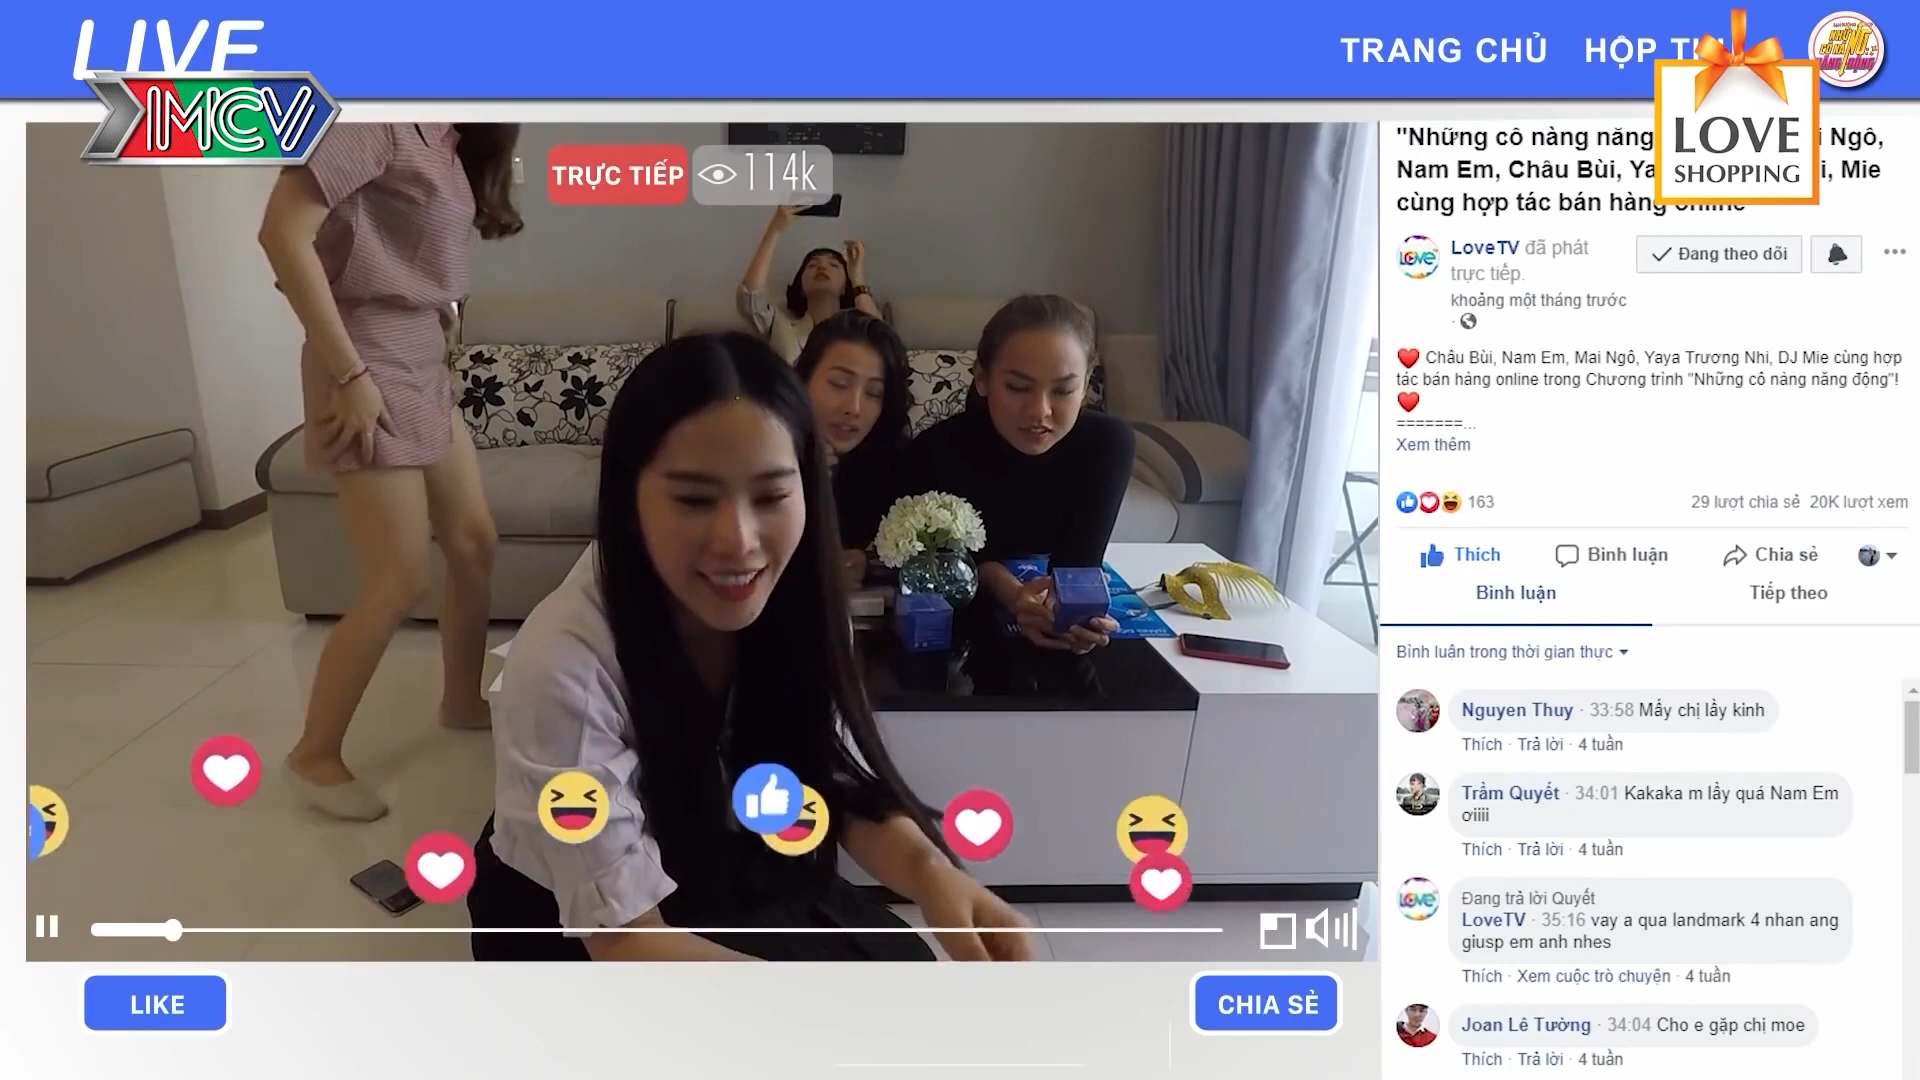 LIVE
MCV
TRANG CHỦ
HỘP
LOVE
SHOPPING
TRỰC TIẾP
114k
"Những cô nàng năng Ngô,
Nam Em, Châu Bùi, Mie
cùng hợp tác bán hàng online"
LoveTV đã phát
trực tiếp.
khoảng một tháng trước
Đang theo dõi
❤️ Châu Bùi, Nam Em, Mai Ngô, Yaya Trương Nhi, DJ Mie cùng hợp
tác bán hàng online trong Chương trình "Những cô nàng năng động"!
❤️
=======...
Xem thêm
163
29 lượt chia sẻ 20K lượt xem
Thích
Bình luận
Chia sẻ
Bình luận
Tiếp theo
Bình luận trong thời gian thực
Nguyen Thuy · 33:58 Mấy chị lầy kinh
Thích · Trả lời · 4 tuần
Trầm Quyết · 34:01 Kakaka m lầy quá Nam Em
ơiiii
Thích · Trả lời · 4 tuần
Đang trả lời Quyết
LoveTV · 35:16 vay a qua landmark 4 nhan ang
giusp em anh nhes
Thích · Xem cuộc trò chuyện · 4 tuần
Joan Lê Tường · 34:04 Cho e gặp chị moe
Thích · Trả lời · 4 tuần
LIKE
CHIA SẺ